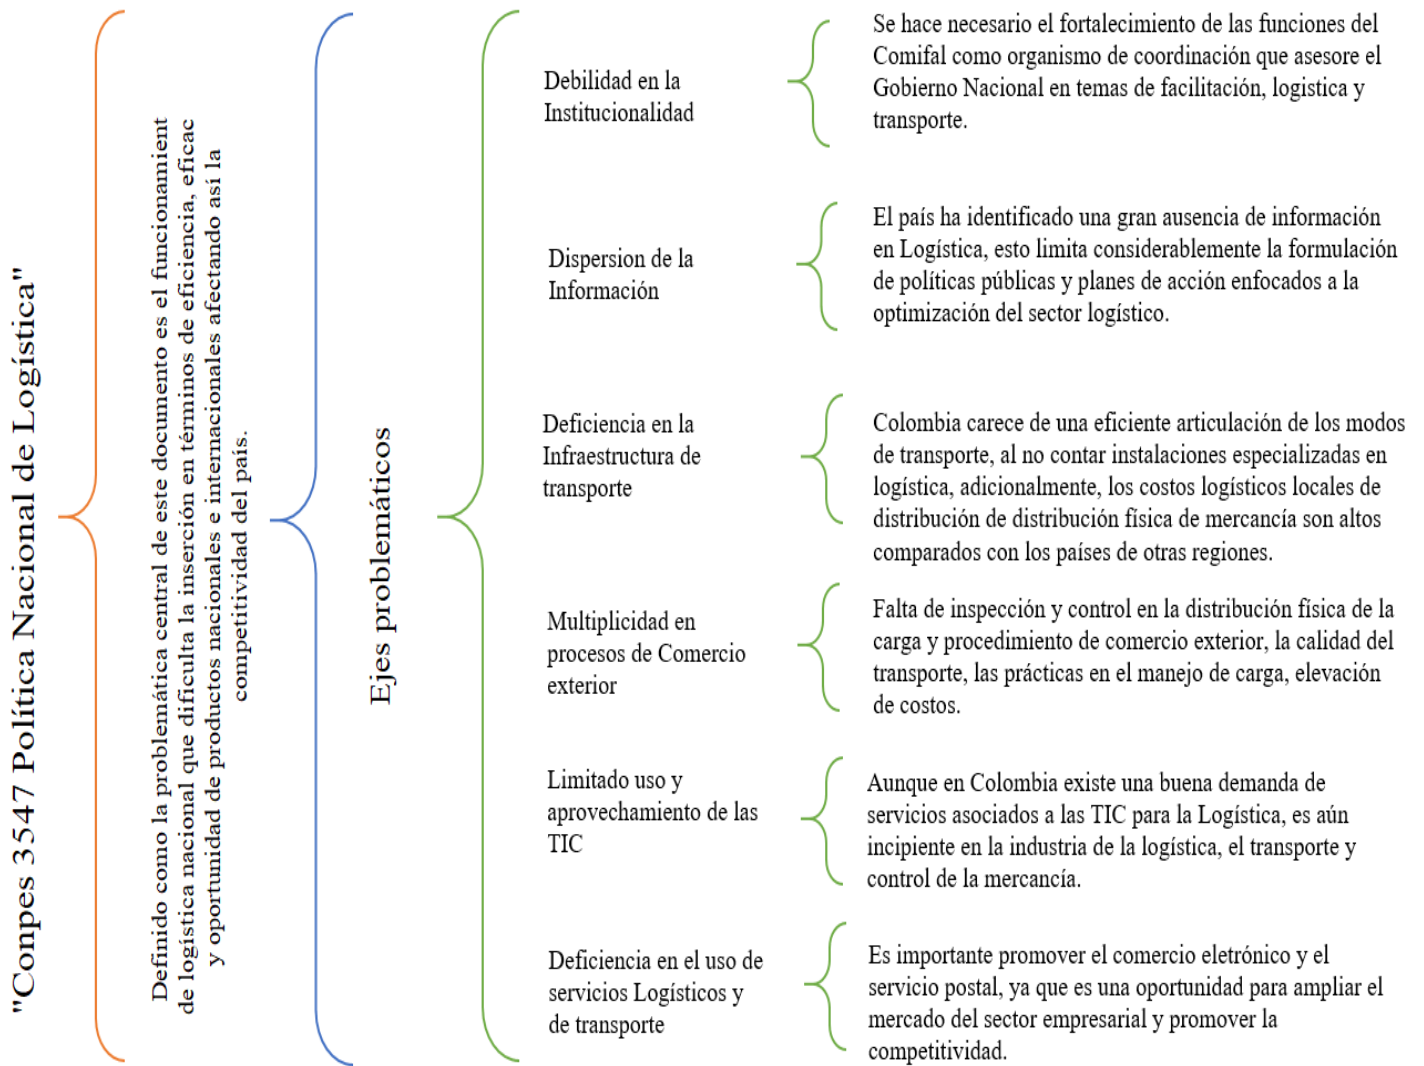 "Conpes 3547 Política Nacional de Logística"
Definido como la problemática central de este documento es el funcionamient
de logística nacional que dificulta la inserción en términos de eficiencia, eficac
y oportunidad de productos nacionales e internacionales afectando así la
competitividad del país.
Ejes problemáticos
Debilidad en la
Institucionalidad
Se hace necesario el fortalecimiento de las funciones del
Comifal como organismo de coordinación que asesore el
Gobierno Nacional en temas de facilitación, logistica y
transporte.
Dispersion de la
Información
El país ha identificado una gran ausencia de información
en Logística, esto limita considerablemente la formulación
de políticas públicas y planes de acción enfocados a la
optimización del sector logístico.
Deficiencia en la
Infraestructura de
transporte
Colombia carece de una eficiente articulación de los modos
de transporte, al no contar instalaciones especializadas en
logística, adicionalmente, los costos logísticos locales de
distribución de distribución física de mercancía son altos
comparados con los países de otras regiones.
Multiplicidad en
procesos de Comercio
exterior
Falta de inspección y control en la distribución física de la
carga y procedimiento de comercio exterior, la calidad del
transporte, las prácticas en el manejo de carga, elevación
de costos.
Limitado uso y
aprovechamiento de las
TIC
Aunque en Colombia existe una buena demanda de
servicios asociados a las TIC para la Logística, es aún
incipiente en la industria de la logística, el transporte y
control de la mercancía.
Deficiencia en el uso de
servicios Logísticos y
de transporte
Es importante promover el comercio eletrónico y el
servicio postal, ya que es una oportunidad para ampliar el
mercado del sector empresarial y promover la
competitividad.